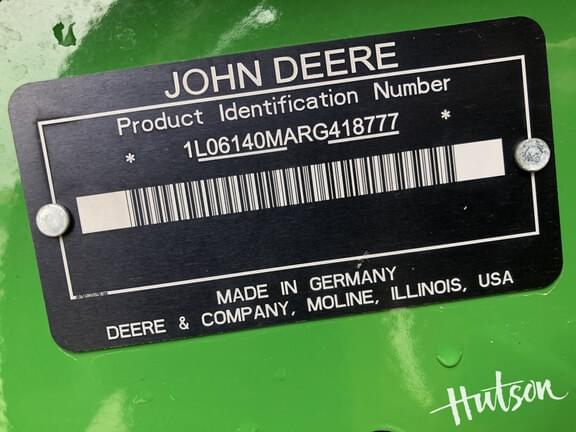 JOHN DEERE
Product Identification Number
* 1L06140MARG418777 *
MADE IN GERMANY
DEERE & COMPANY, MOLINE, ILLINOIS, USA
Hutson